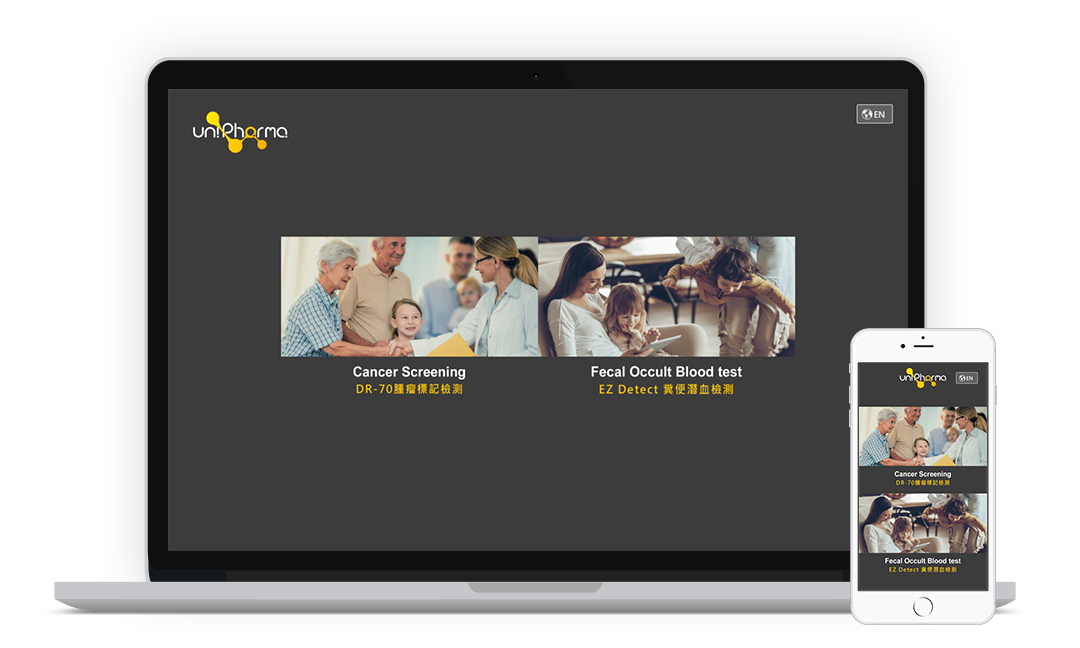 uniPharma
EN
Cancer Screening
DR-70腫瘤標記檢測
Fecal Occult Blood test
EZ Detect 糞便潛血檢測
uniPharma
EN
Cancer Screening
DR-70腫瘤標記檢測
Fecal Occult Blood test
EZ Detect 糞便潛血檢測